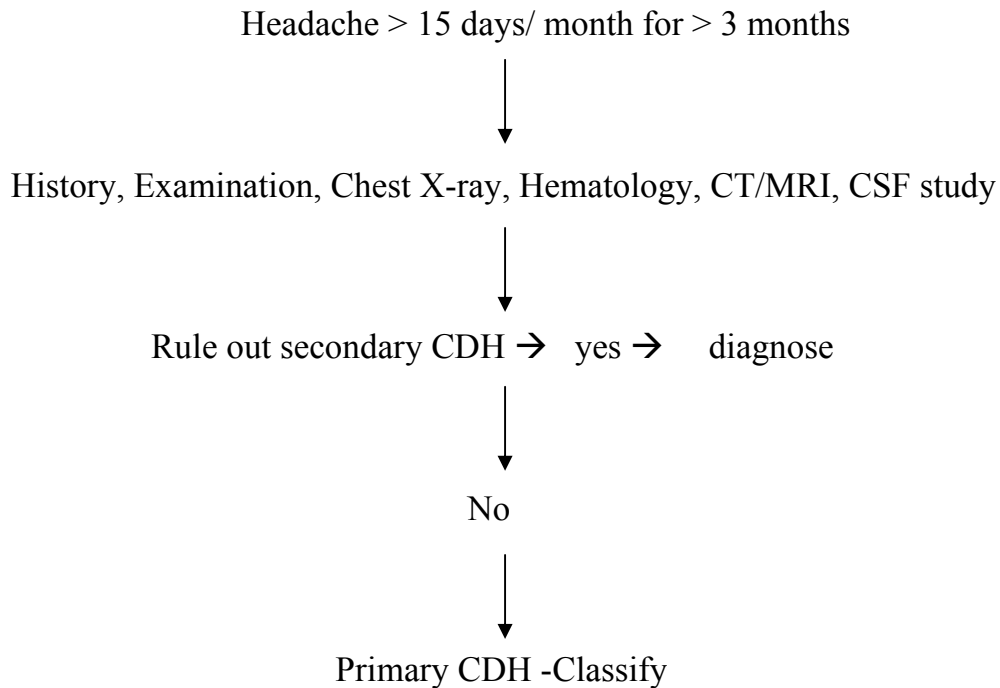 Headache > 15 days/ month for > 3 months
History, Examination, Chest X-ray, Hematology, CT/MRI, CSF study
Rule out secondary CDH → yes → diagnose
No
Primary CDH -Classify